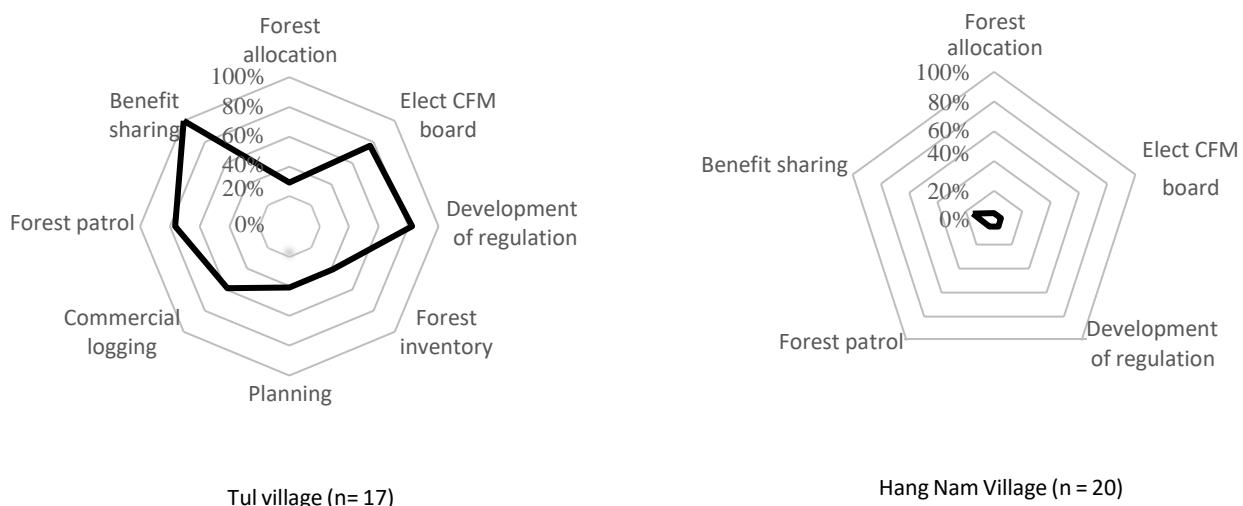 Forest
allocation
100%
80%
60%
40%
20%
0%
Elect CFM
board
Development
of regulation
Forest
inventory
Planning
Commercial
logging
Forest patrol
Benefit
sharing
Tul village (n= 17)
Forest
allocation
100%
80%
60%
40%
20%
0%
Elect CFM
board
Development
of regulation
Forest patrol
Benefit sharing
Hang Nam Village (n = 20)